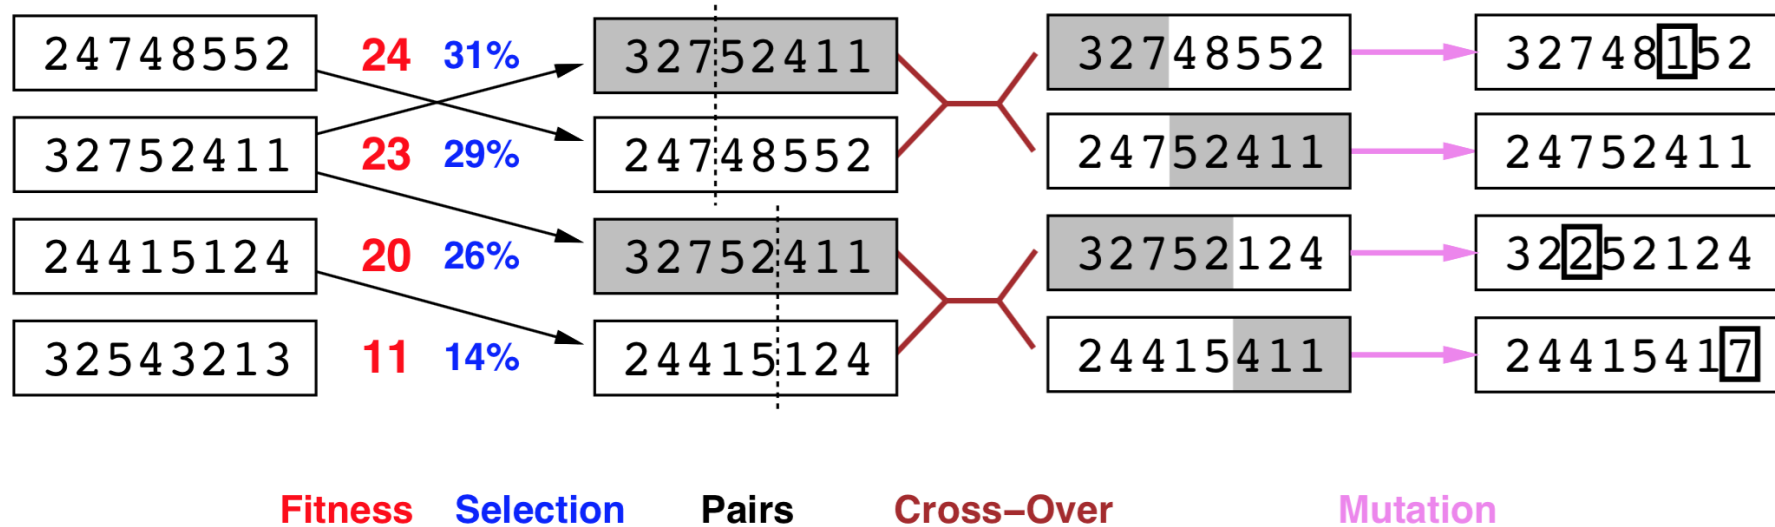 24748552 24 31% 32752411 32748552 32748152
32752411 23 29% 24748552 24752411 24752411
24415124 20 26% 32752411 32752124 32252124
32543213 11 14% 24415124 24415411 24415417
Fitness Selection Pairs Cross–Over Mutation